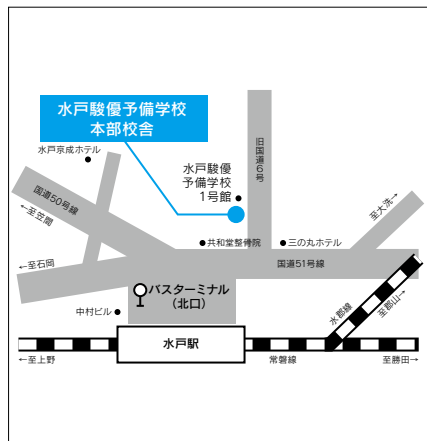 水戸駿優予備学校
本部校舎
旧国道6号
水戸京成ホテル
水戸駿優
予備学校
1号館
国道50号線
←至笠間
至大洗→
共和堂整骨院
三の丸ホテル
←至石岡
国道51号線
バスターミナル
(北口)
中村ビル
水郡線
至郡山→
水戸駅
←至上野
常磐線
至勝田→